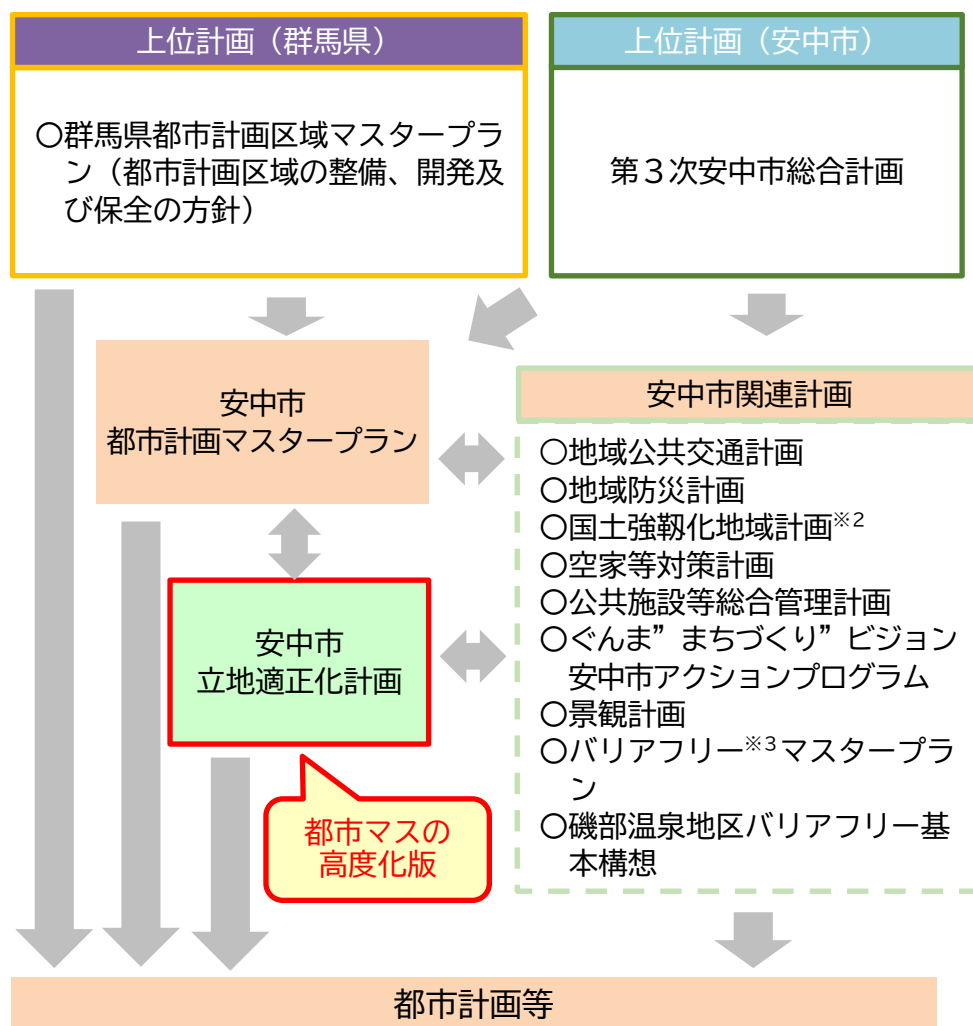 上位計画（群馬県）
〇群馬県都市計画区域マスタープラ
ン（都市計画区域の整備、開発及
び保全の方針）
上位計画（安中市）
第３次安中市総合計画
安中市
都市計画マスタープラン
安中市
立地適正化計画
都市マスの
高度化版
安中市関連計画
〇地域公共交通計画
〇地域防災計画
〇国土強靱化地域計画※2
〇空家等対策計画
〇公共施設等総合管理計画
〇ぐんま”まちづくり”ビジョン
安中市アクションプログラム
〇景観計画
〇バリアフリー※3マスタープラ
ン
〇磯部温泉地区バリアフリー基
本構想
都市計画等